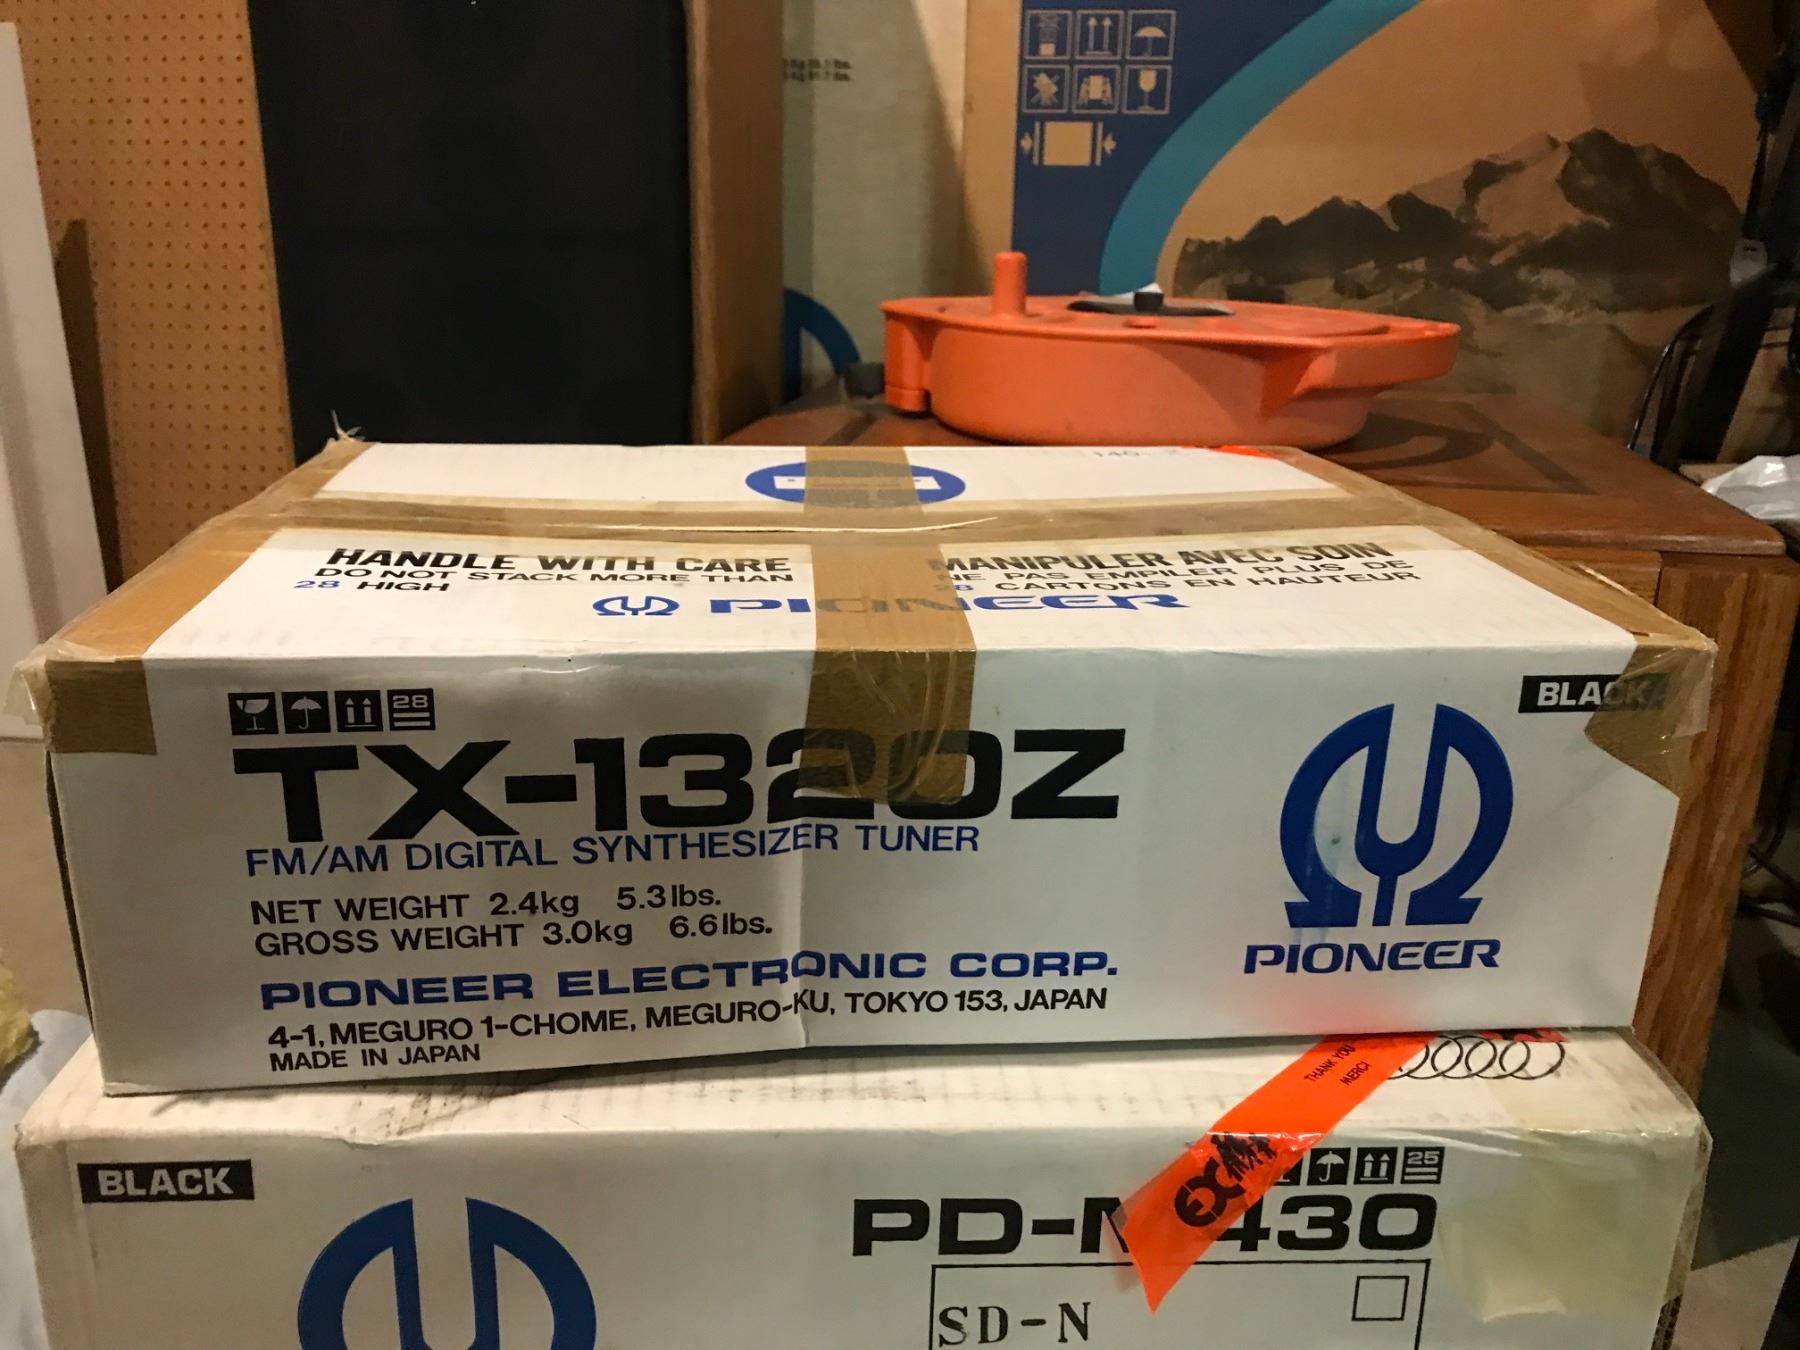 HANDLE WITH CARE
DO NOT STACK MORE THAN
28 HIGH
MANIPULER AVEC SOIN
NE PAS EMPILER PLUS DE
28 CARTONS EN HAUTEUR
PIONEER
28
BLACK
TX-1320Z
FM/AM DIGITAL SYNTHESIZER TUNER
NET WEIGHT 2.4kg 5.3lbs.
GROSS WEIGHT 3.0kg 6.6lbs.
PIONEER ELECTRONIC CORP.
4-1, MEGURO 1-CHOME, MEGURO-KU, TOKYO 153, JAPAN
MADE IN JAPAN
PIONEER
THANK YOU
MERCI
BLACK
25
PD-M430
SD-N